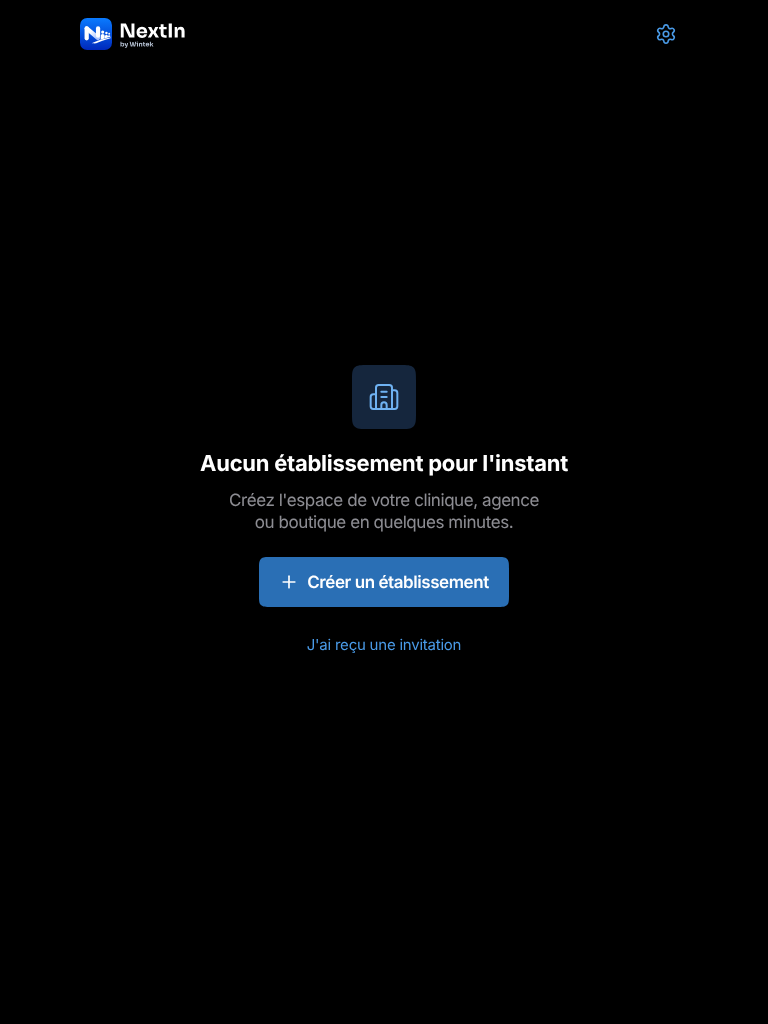 NextIn
by Wintek
Aucun établissement pour l'instant
Créez l'espace de votre clinique, agence
ou boutique en quelques minutes.
Créer un établissement
J'ai reçu une invitation